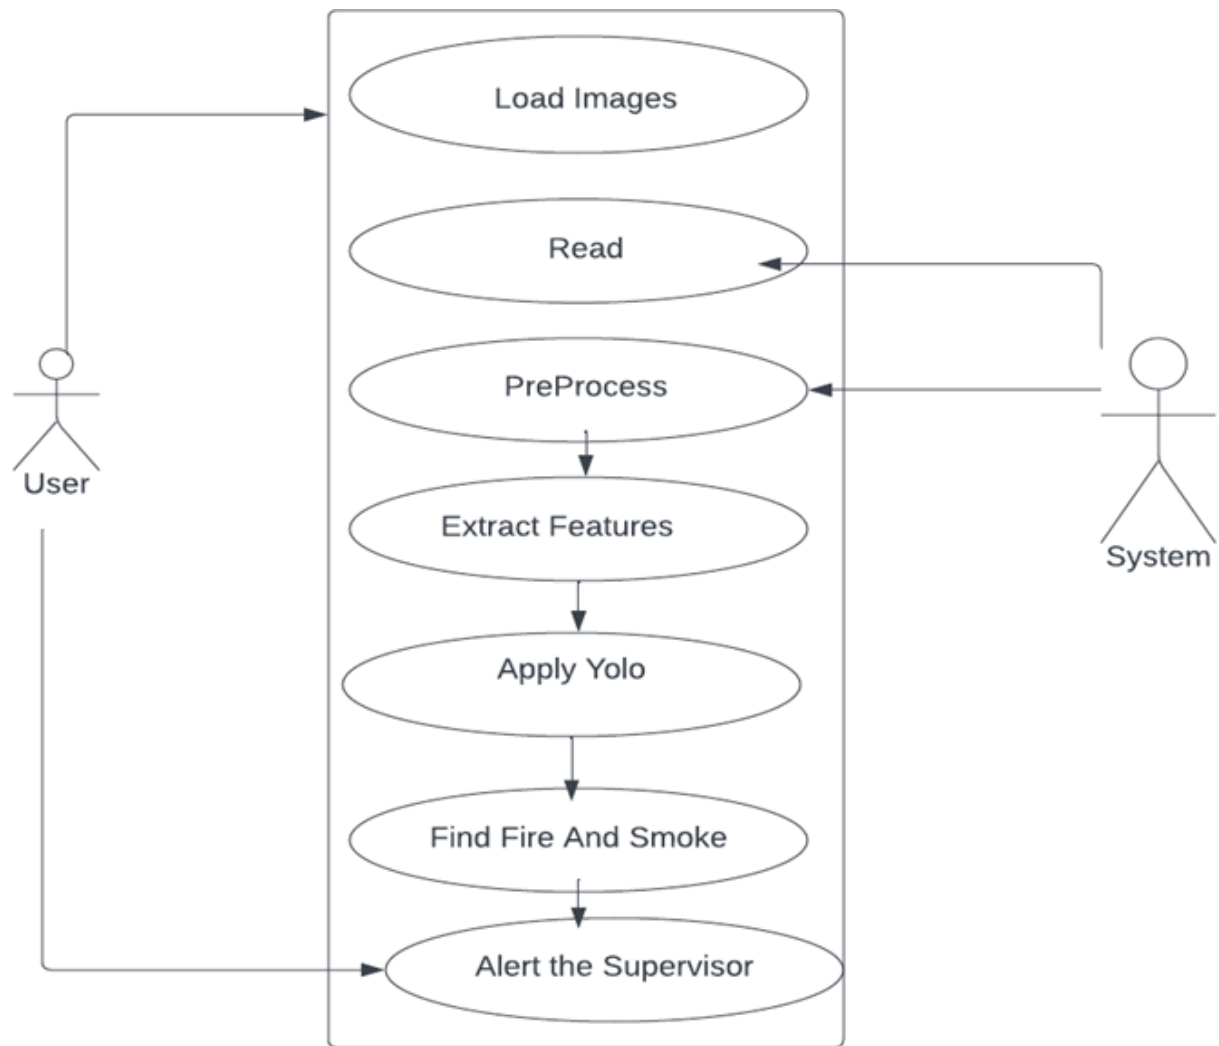 Load Images
Read
PreProcess
User
Extract Features
System
Apply Yolo
Find Fire And Smoke
Alert the Supervisor